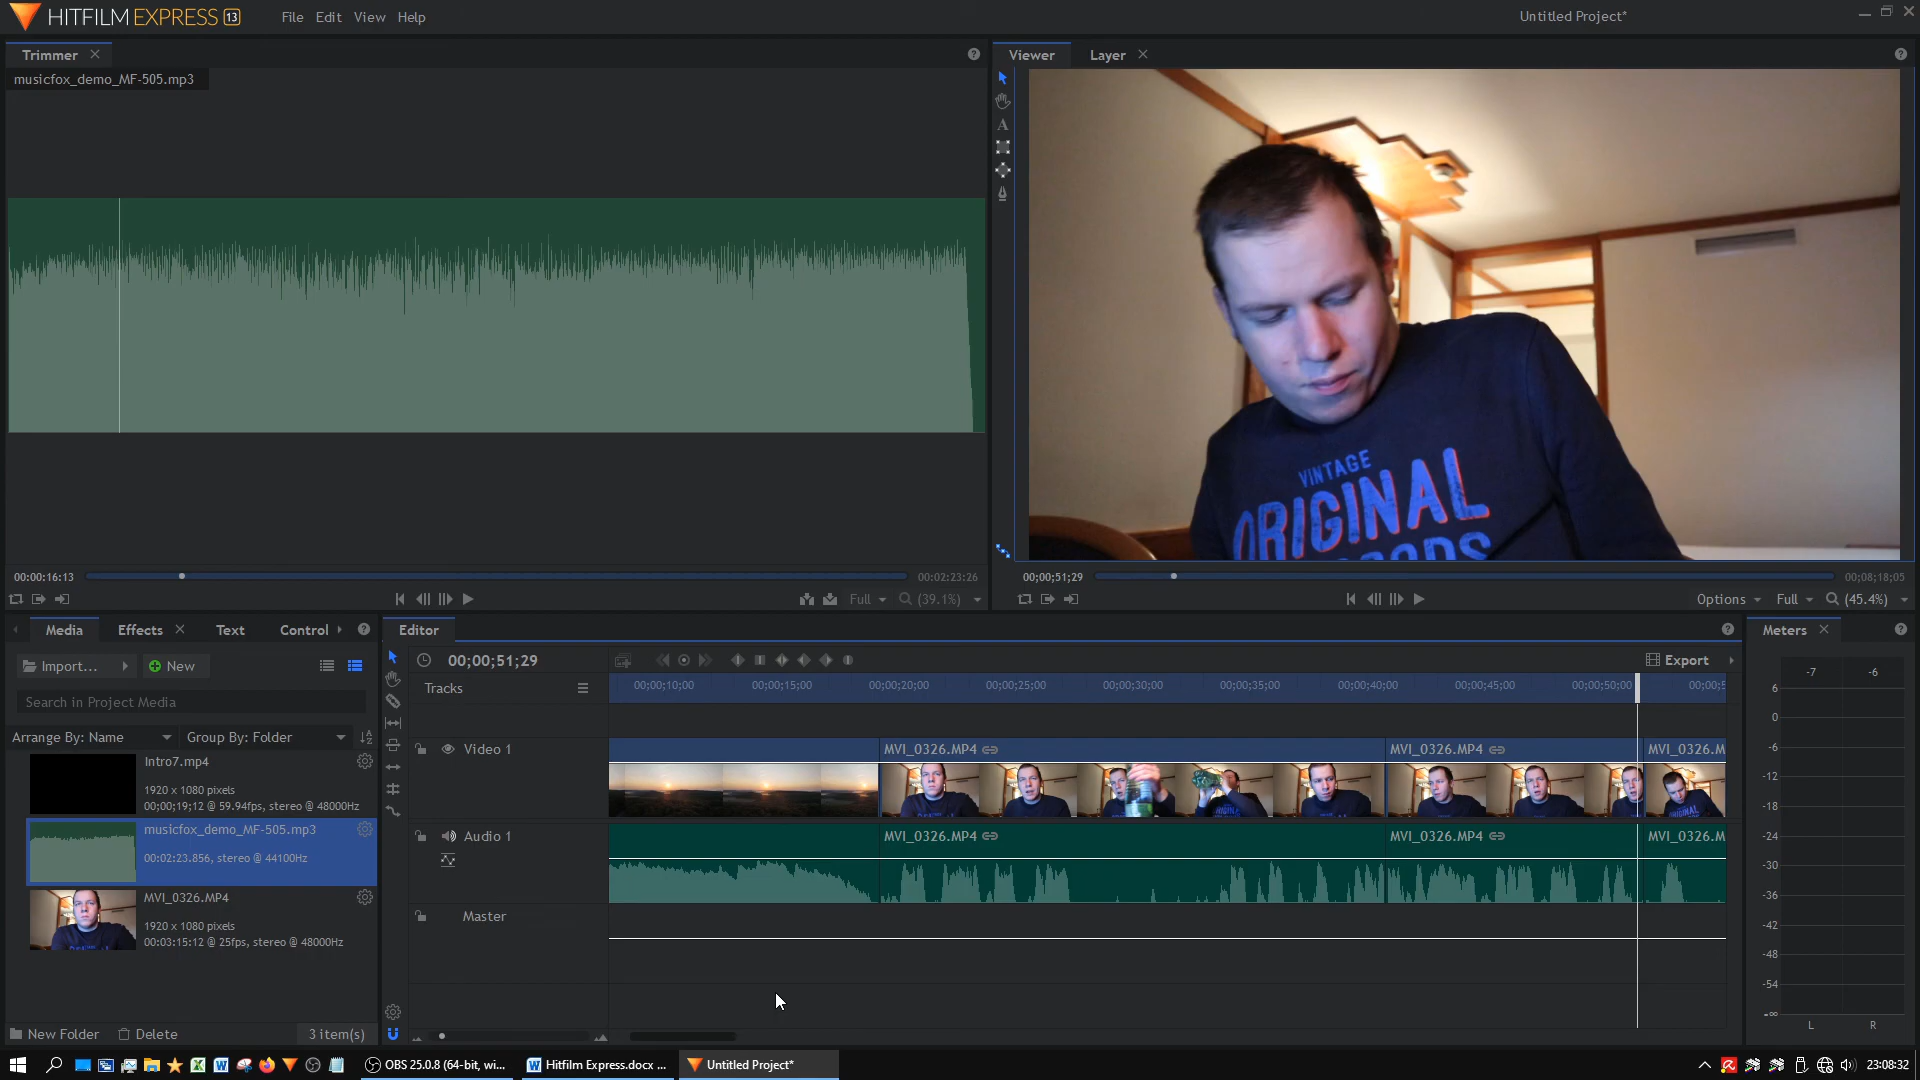 HITFILM EXPRESS 13
File Edit View Help
Untitled Project*
Trimmer
musicfox_demo_MF-505.mp3
Viewer Layer
A
VINTAGE
ORIGINAL
00:00:16:13
00:02:23:26
Full (39.1%)
00;00;51;29
00;08;18;05
Options Full (45.4%)
Media Effects Text Control
Import... New
Search in Project Media
Arrange By: Name Group By: Folder
Intro7.mp4
1920 x 1080 pixels
00;00;19;12 @ 59.94fps, stereo @ 48000Hz
musicfox_demo_MF-505.mp3
00:02:23.856, stereo @ 44100Hz
MVI_0326.MP4
1920 x 1080 pixels
00:03:15:12 @ 25fps, stereo @ 48000Hz
New Folder Delete 3 item(s)
Editor
00;00;51;29
Export
Tracks
00;00;10;00 00;00;15;00 00;00;20;00 00;00;25;00 00;00;30;00 00;00;35;00 00;00;40;00 00;00;45;00 00;00;50;00 00;00;5
Video 1
MVI_0326.MP4 MVI_0326.MP4 MVI_0326.M
Audio 1
MVI_0326.MP4 MVI_0326.MP4 MVI_0326.M
Master
Meters
-7 -6
6
0
-6
-12
-18
-24
-30
-36
-42
-48
-54
-∞
L R
OBS 25.0.8 (64-bit, wi...
Hitfilm Express.docx ...
Untitled Project*
23:08:32